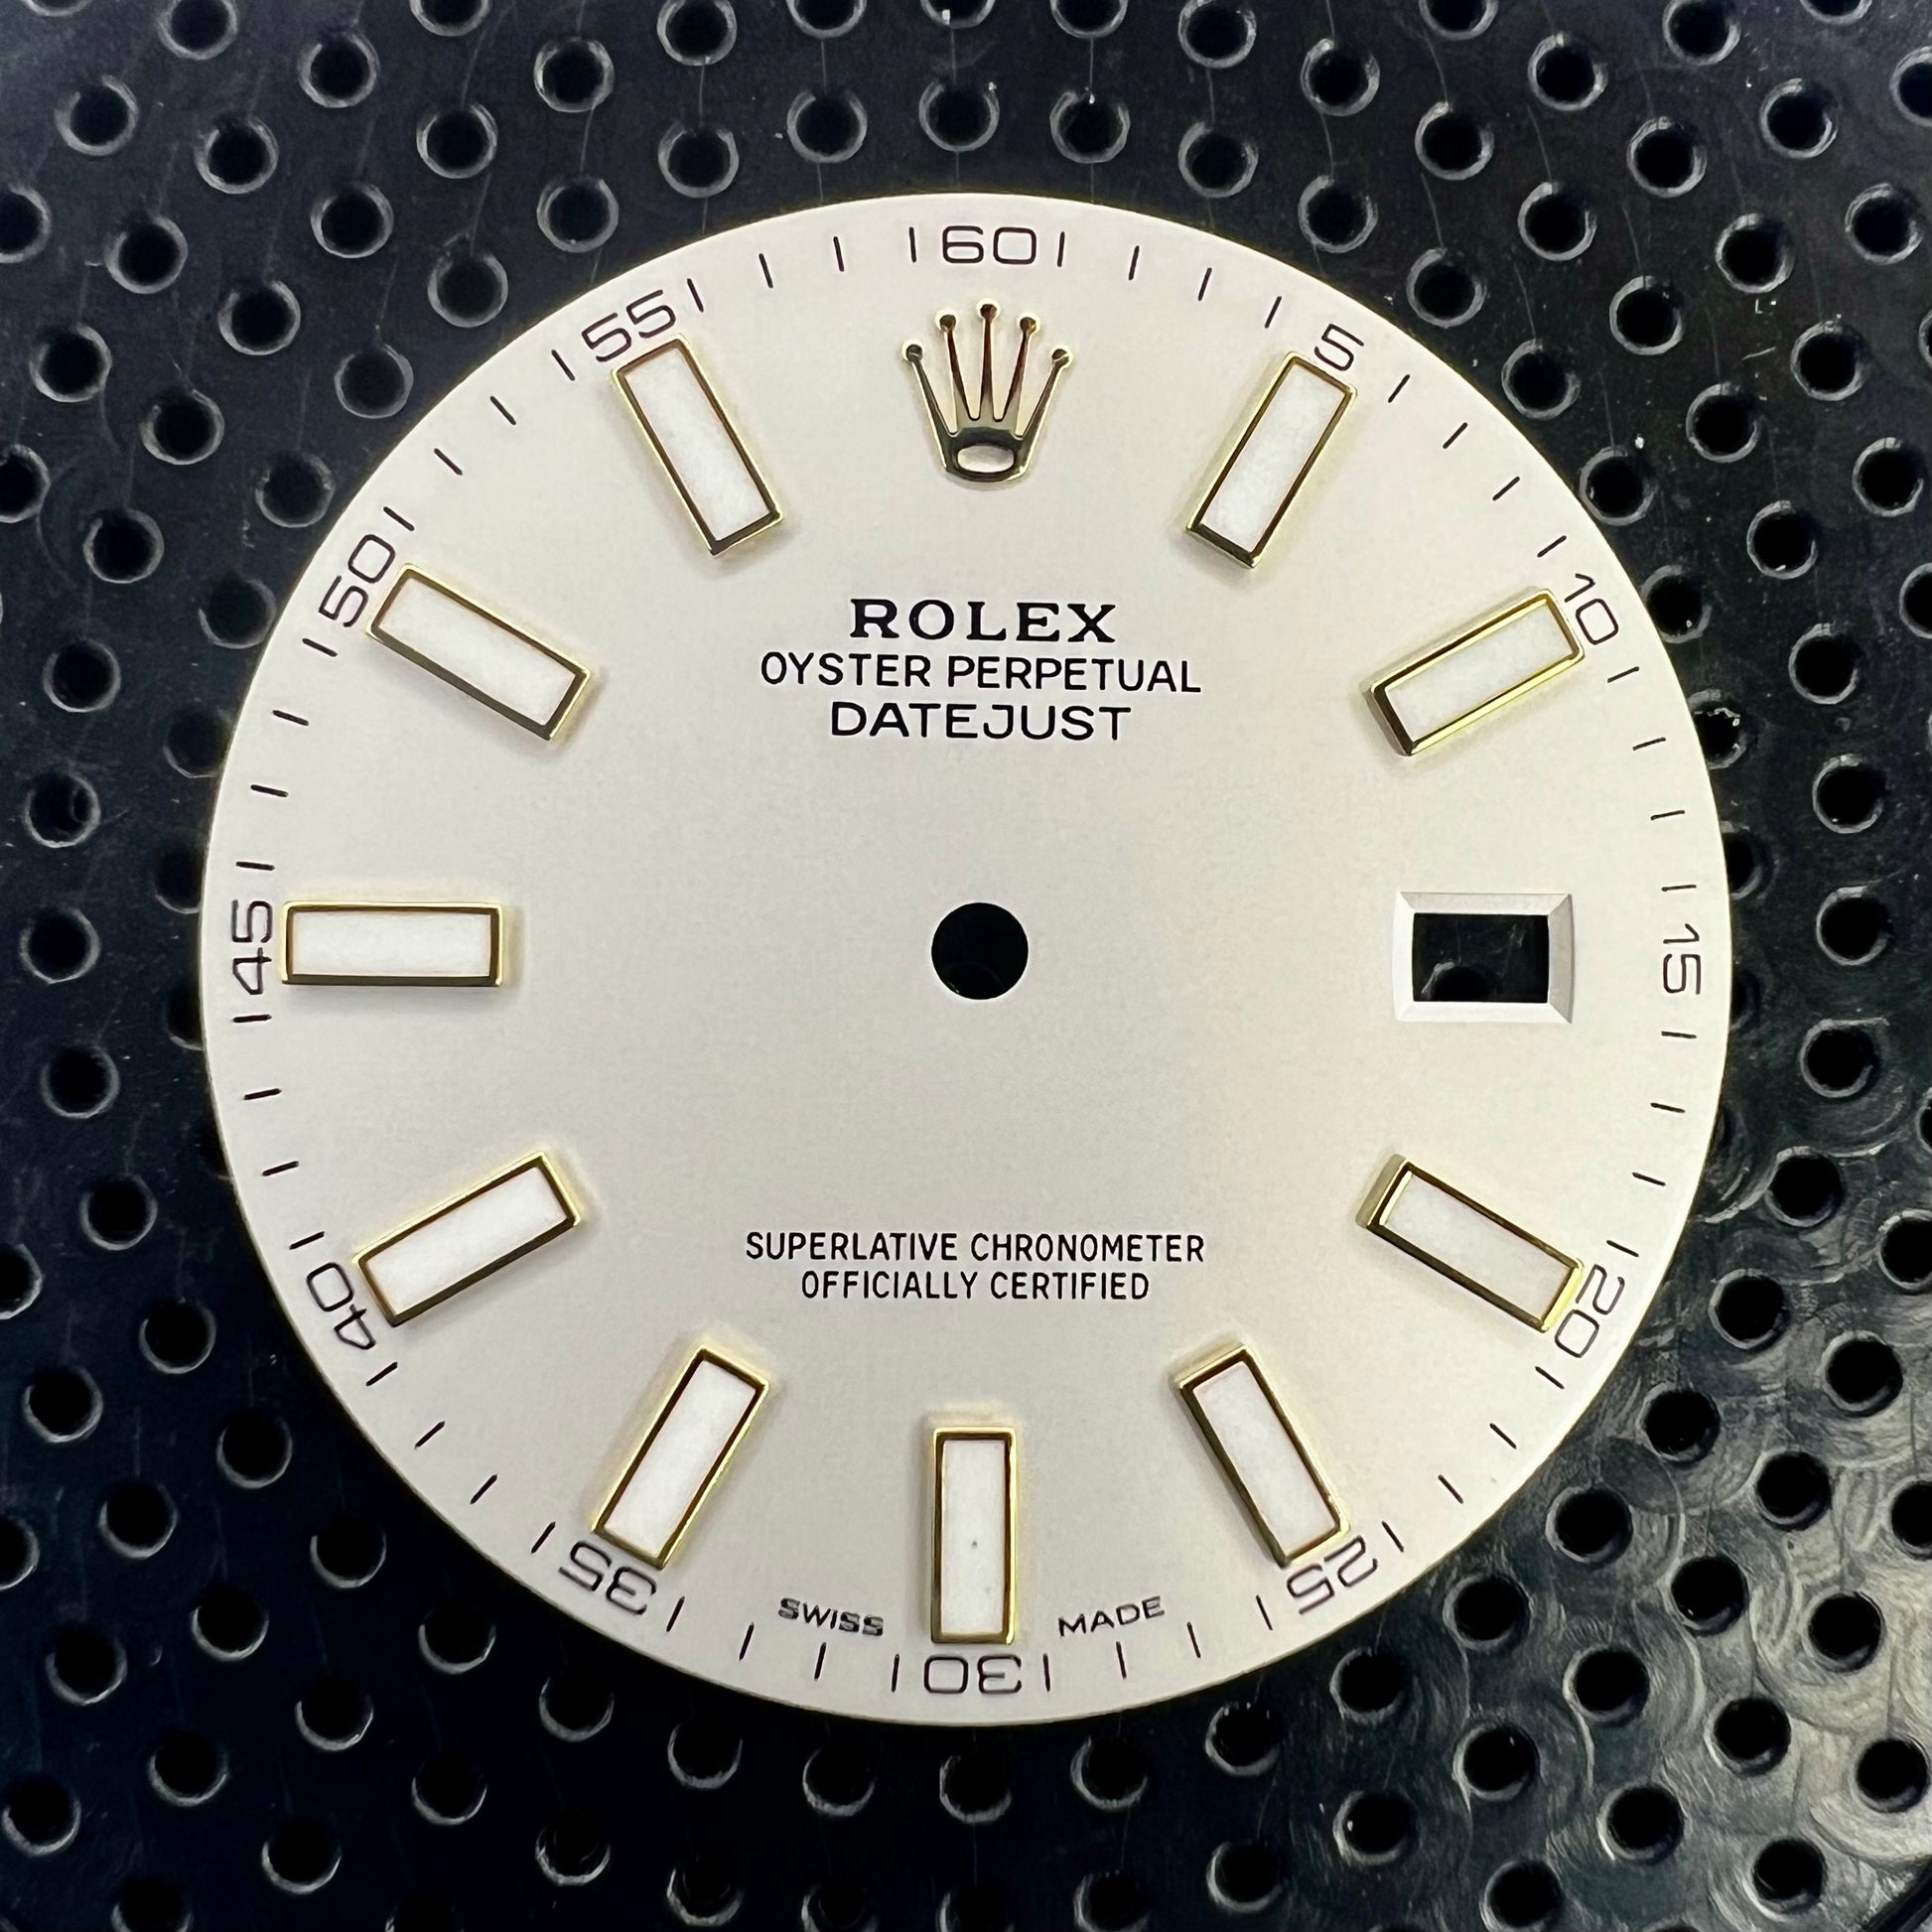 60
5
10
15
20
25
30
35
40
45
50
55
ROLEX
OYSTER PERPETUAL
DATEJUST
SUPERLATIVE CHRONOMETER
OFFICIALLY CERTIFIED
SWISS MADE